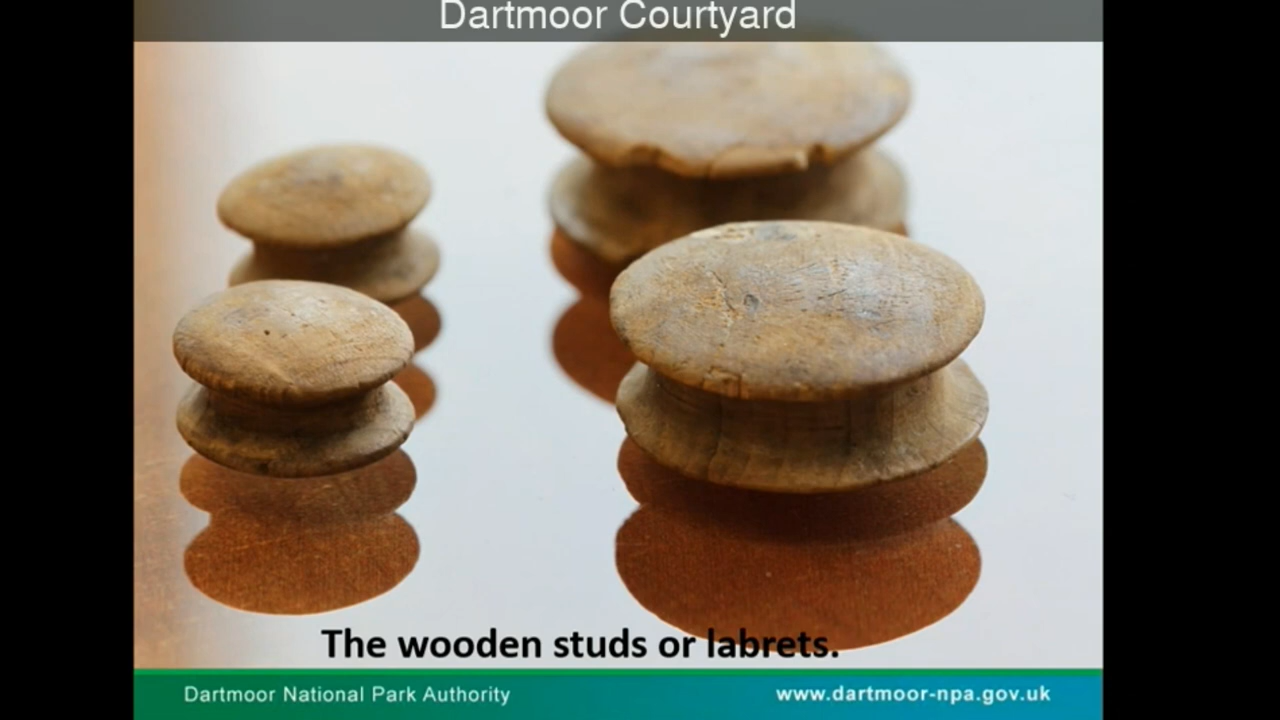 Dartmoor Courtyard
The wooden studs or labrets.
Dartmoor National Park Authority
www.dartmoor-npa.gov.uk